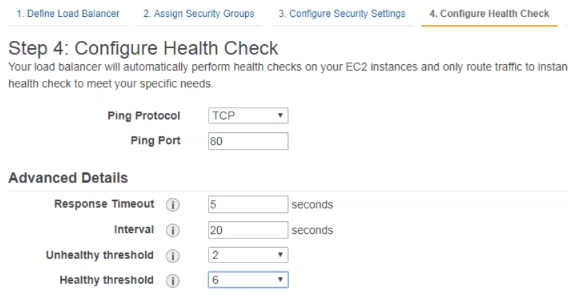 1. Define Load Balancer 2. Assign Security Groups 3. Configure Security Settings 4. Configure Health Check
Step 4: Configure Health Check
Your load balancer will automatically perform health checks on your EC2 instances and only route traffic to instan
health check to meet your specific needs.
Ping Protocol TCP
Ping Port 80
Advanced Details
Response Timeout i 5 seconds
Interval i 20 seconds
Unhealthy threshold i 2
Healthy threshold i 6